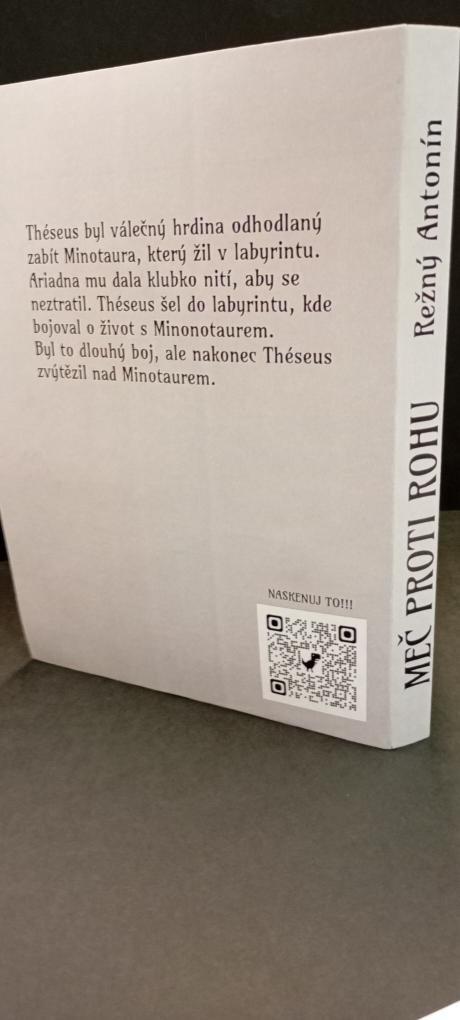 Théseus byl válečný hrdina odhodlaný
zabít Minotaura, který žil v labyrintu.
Ariadna mu dala klubko nití, aby se
neztratil. Théseus šel do labyrintu, kde
bojoval o život s Minonotaurem.
Byl to dlouhý boj, ale nakonec Théseus
zvýtězil nad Minotaurem.
NASKENUJ TO!!!
MEČ PROTI ROHU Režný Antonín